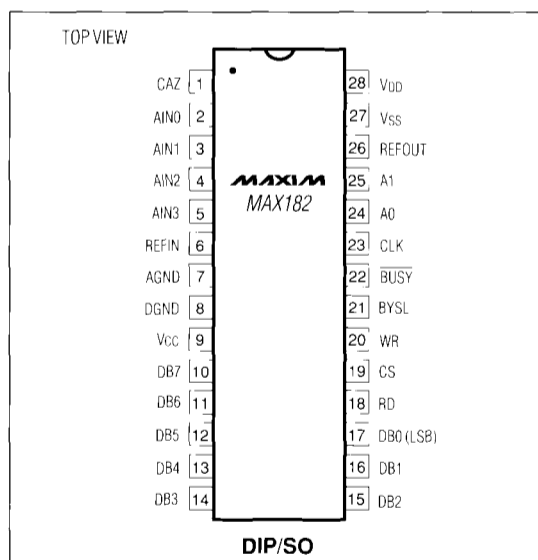 TOP VIEW
CAZ 1
AIN0 2
AIN1 3
AIN2 4
AIN3 5
REFIN 6
AGND 7
DGND 8
VCC 9
DB7 10
DB6 11
DB5 12
DB4 13
DB3 14
MAXIM
MAX182
28 VDD
27 VSS
26 REFOUT
25 A1
24 A0
23 CLK
22 BUSY
21 BYSL
20 WR
19 CS
18 RD
17 DB0 (LSB)
16 DB1
15 DB2
DIP/SO